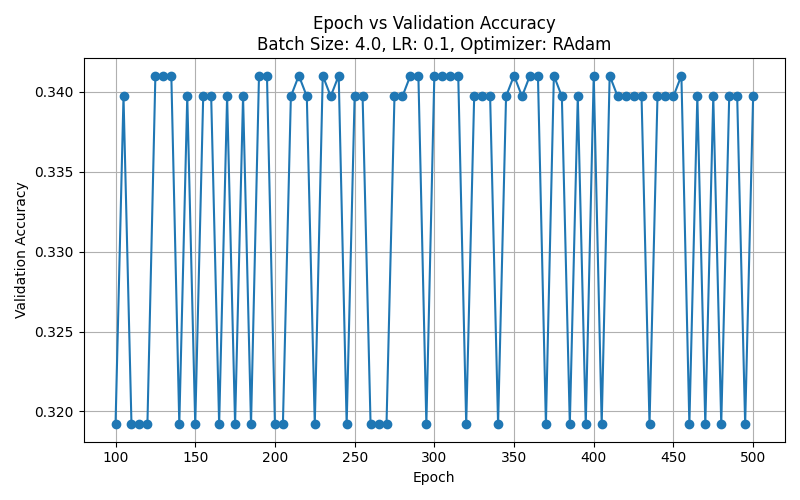 Epoch vs Validation Accuracy
Batch Size: 4.0, LR: 0.1, Optimizer: RAdam
Validation Accuracy
0.340
0.335
0.330
0.325
0.320
100 150 200 250 300 350 400 450 500
Epoch